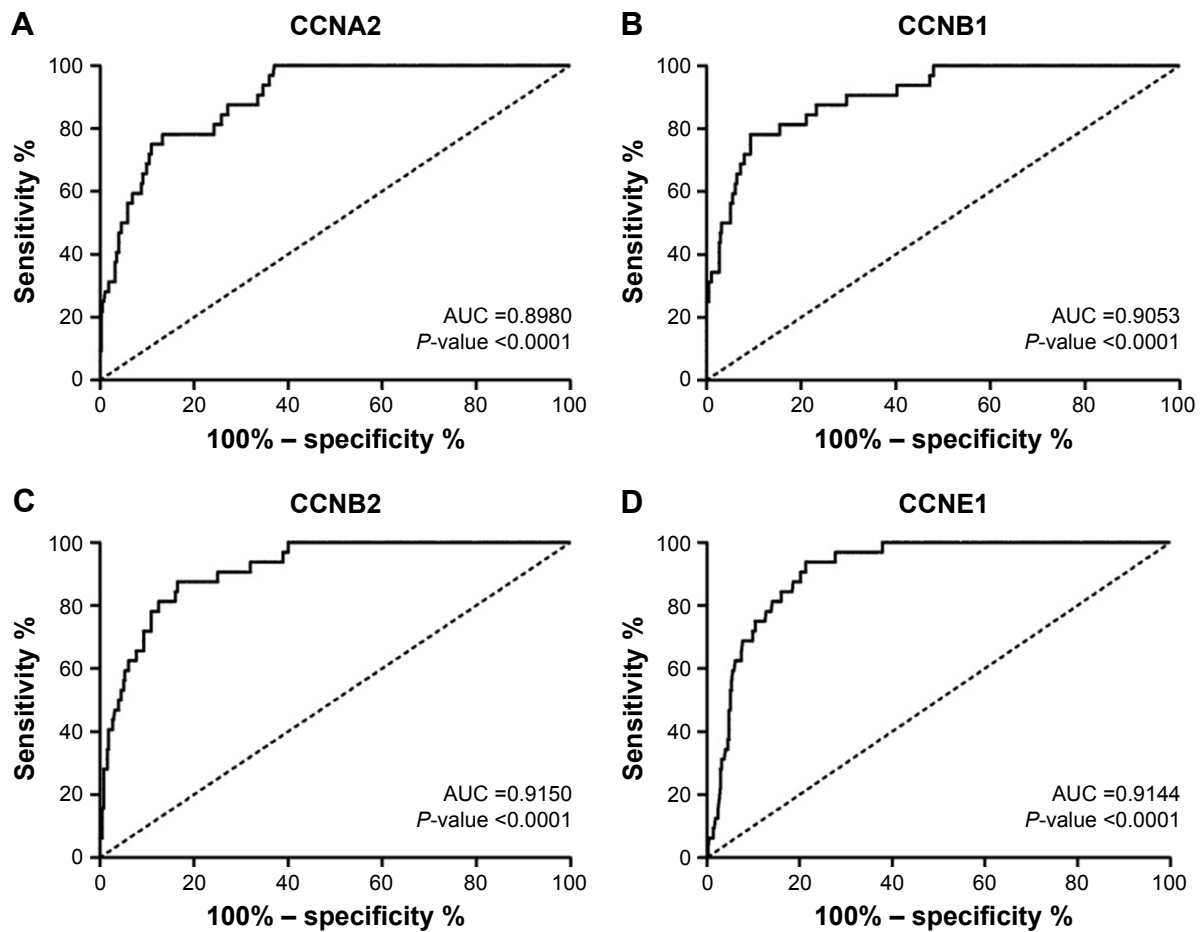 A
CCNA2
100
80
60
40
20
0
Sensitivity %
AUC =0.8980
P-value <0.0001
0 20 40 60 80 100
100% – specificity %
B
CCNB1
100
80
60
40
20
0
Sensitivity %
AUC =0.9053
P-value <0.0001
0 20 40 60 80 100
100% – specificity %
C
CCNB2
100
80
60
40
20
0
Sensitivity %
AUC =0.9150
P-value <0.0001
0 20 40 60 80 100
100% – specificity %
D
CCNE1
100
80
60
40
20
0
Sensitivity %
AUC =0.9144
P-value <0.0001
0 20 40 60 80 100
100% – specificity %